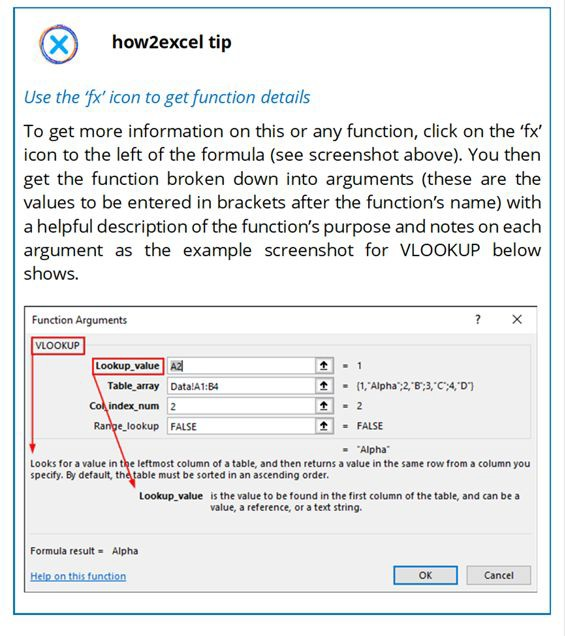 how2excel tip
Use the ‘fx’ icon to get function details
To get more information on this or any function, click on the ‘fx’
icon to the left of the formula (see screenshot above). You then
get the function broken down into arguments (these are the
values to be entered in brackets after the function’s name) with
a helpful description of the function’s purpose and notes on each
argument as the example screenshot for VLOOKUP below
shows.
Function Arguments ? X
VLOOKUP
Lookup_value A2 = 1
Table_array Data!A1:B4 = {1,"Alpha";2,"B";3,"C";4,"D"}
Col_index_num 2 = 2
Range_lookup FALSE = FALSE
= "Alpha"
Looks for a value in the leftmost column of a table, and then returns a value in the same row from a column you
specify. By default, the table must be sorted in an ascending order.
Lookup_value is the value to be found in the first column of the table, and can be a
value, a reference, or a text string.
Formula result = Alpha
Help on this function OK Cancel